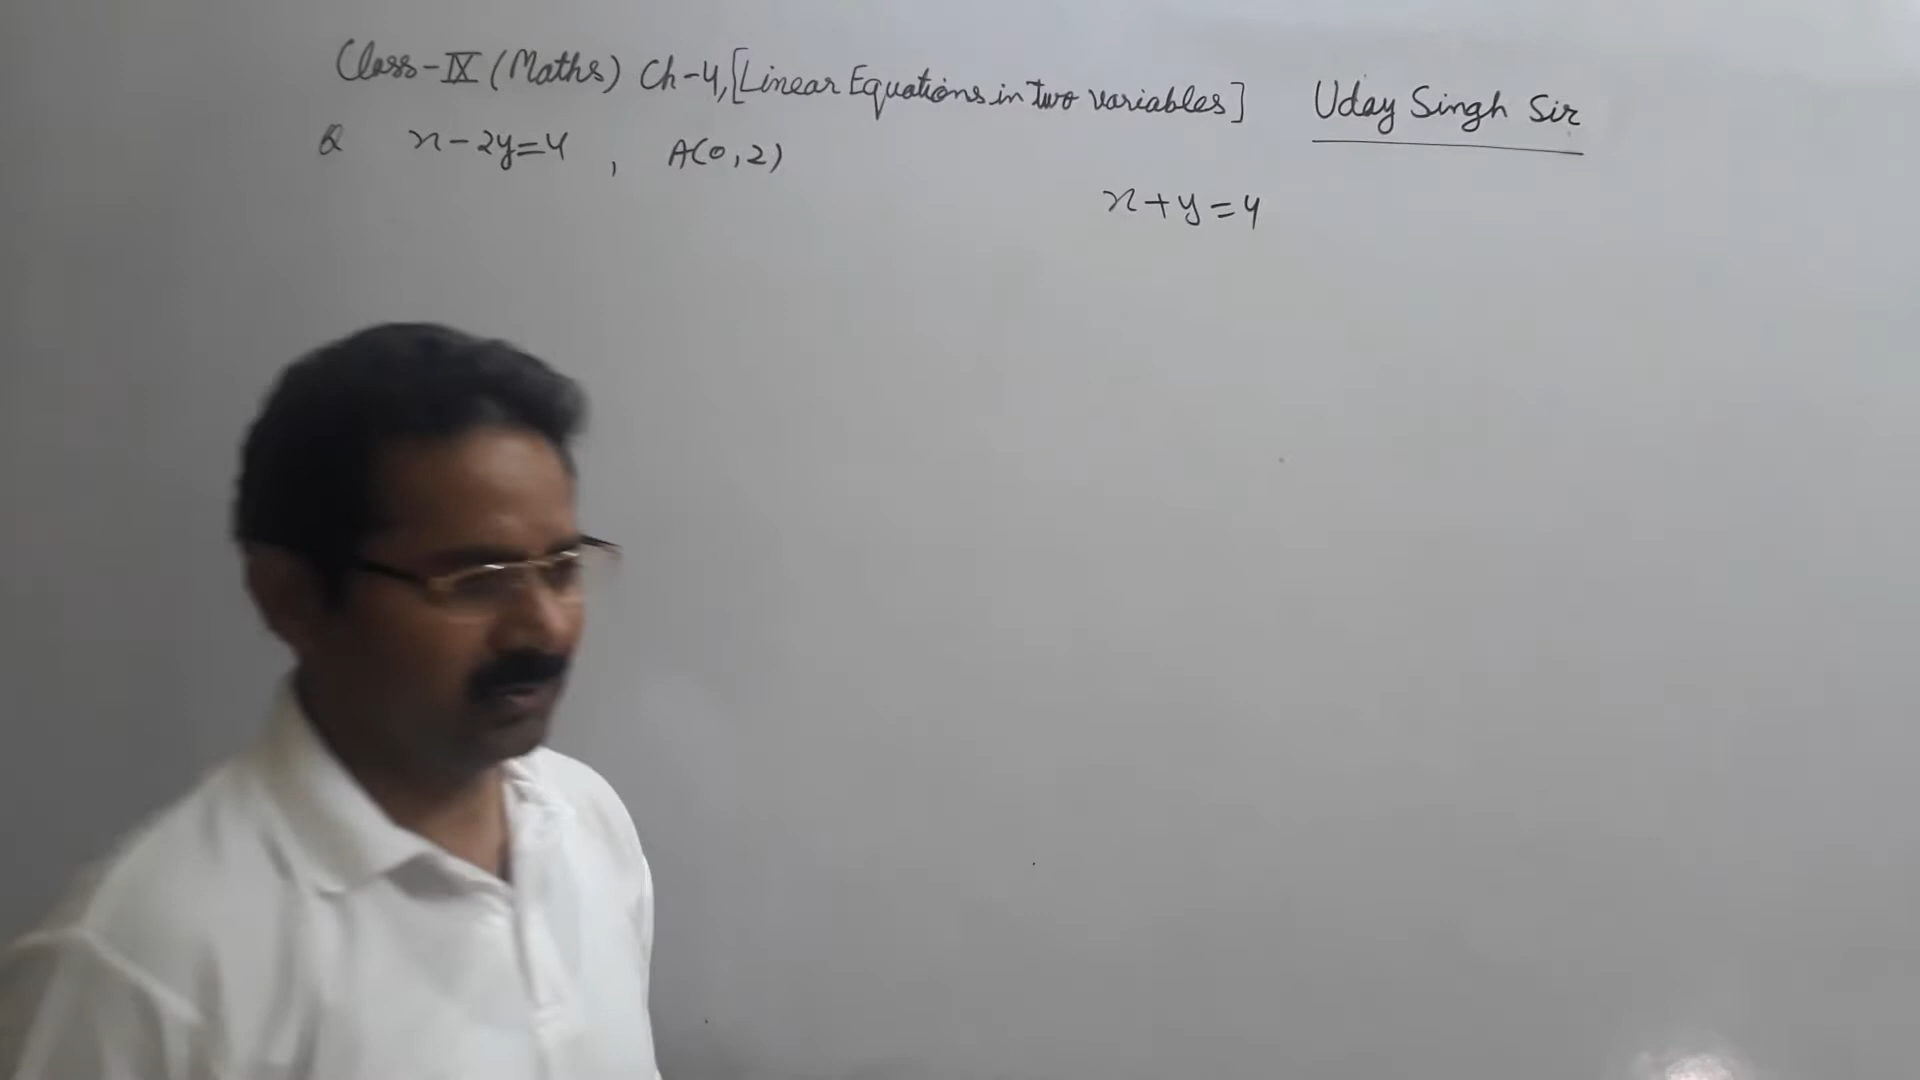 Class-IX (Maths) Ch-4, [Linear Equations in two variables]
Uday Singh Sir
Q x-2y=4 , A(0,2)
x+y=4